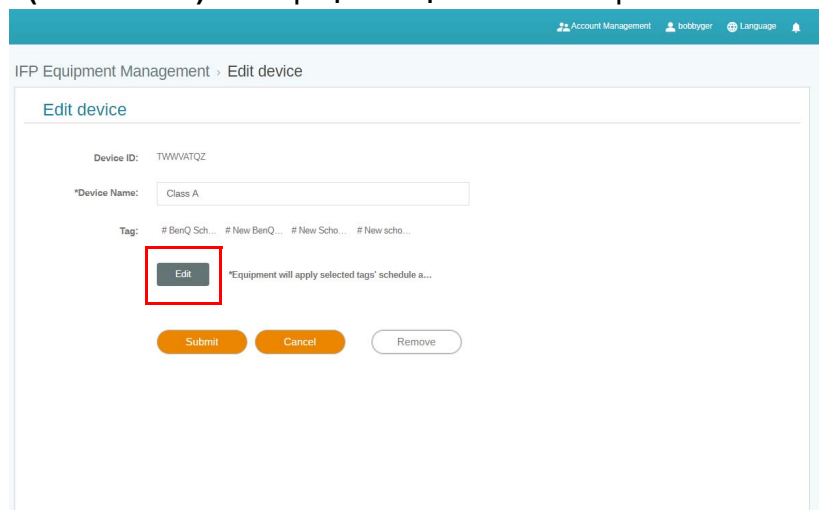 Account Management bobbyger Language
IFP Equipment Management › Edit device
Edit device
Device ID: TWWVATQZ
*Device Name: Class A
Tag: # BenQ Sch... # New BenQ... # New Scho... # New scho...
Edit *Equipment will apply selected tags' schedule a...
Submit Cancel Remove